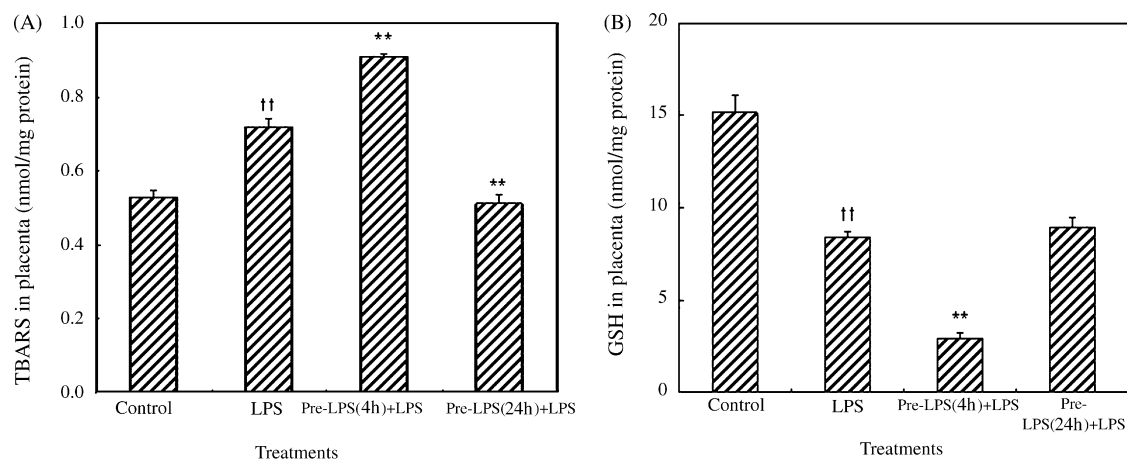 (A)
TBARS in placenta (nmol/mg protein)
1.0
0.8
0.6
0.4
0.2
0.0
††
**
**
Control
LPS
Pre-LPS(4h)+LPS
Pre-LPS(24h)+LPS
Treatments
(B)
GSH in placenta (nmol/mg protein)
20
15
10
5
0
††
**
Control
LPS
Pre-LPS(4h)+LPS
Pre-
LPS(24h)+LPS
Treatments